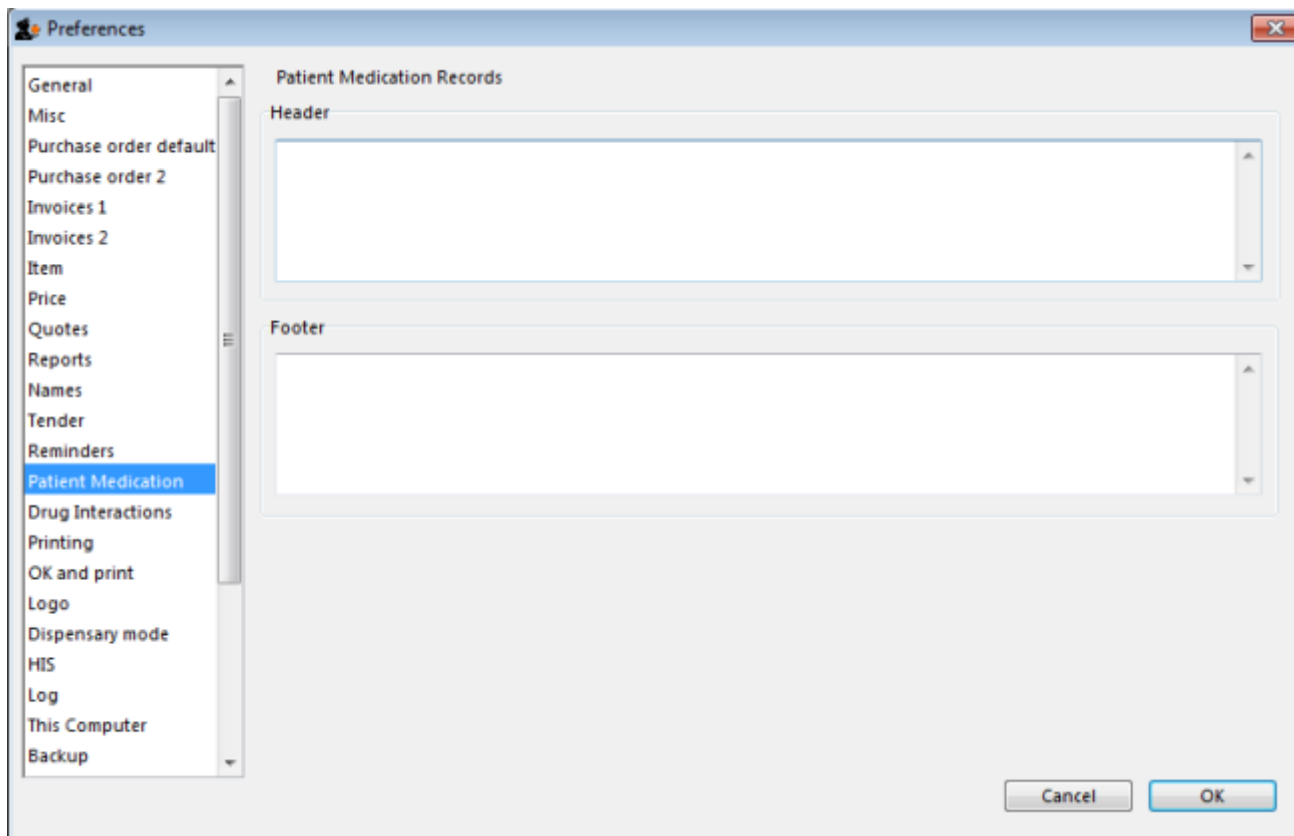 Preferences
General
Misc
Purchase order default
Purchase order 2
Invoices 1
Invoices 2
Item
Price
Quotes
Reports
Names
Tender
Reminders
Patient Medication
Drug Interactions
Printing
OK and print
Logo
Dispensary mode
HIS
Log
This Computer
Backup
Patient Medication Records
Header
Footer
Cancel
OK